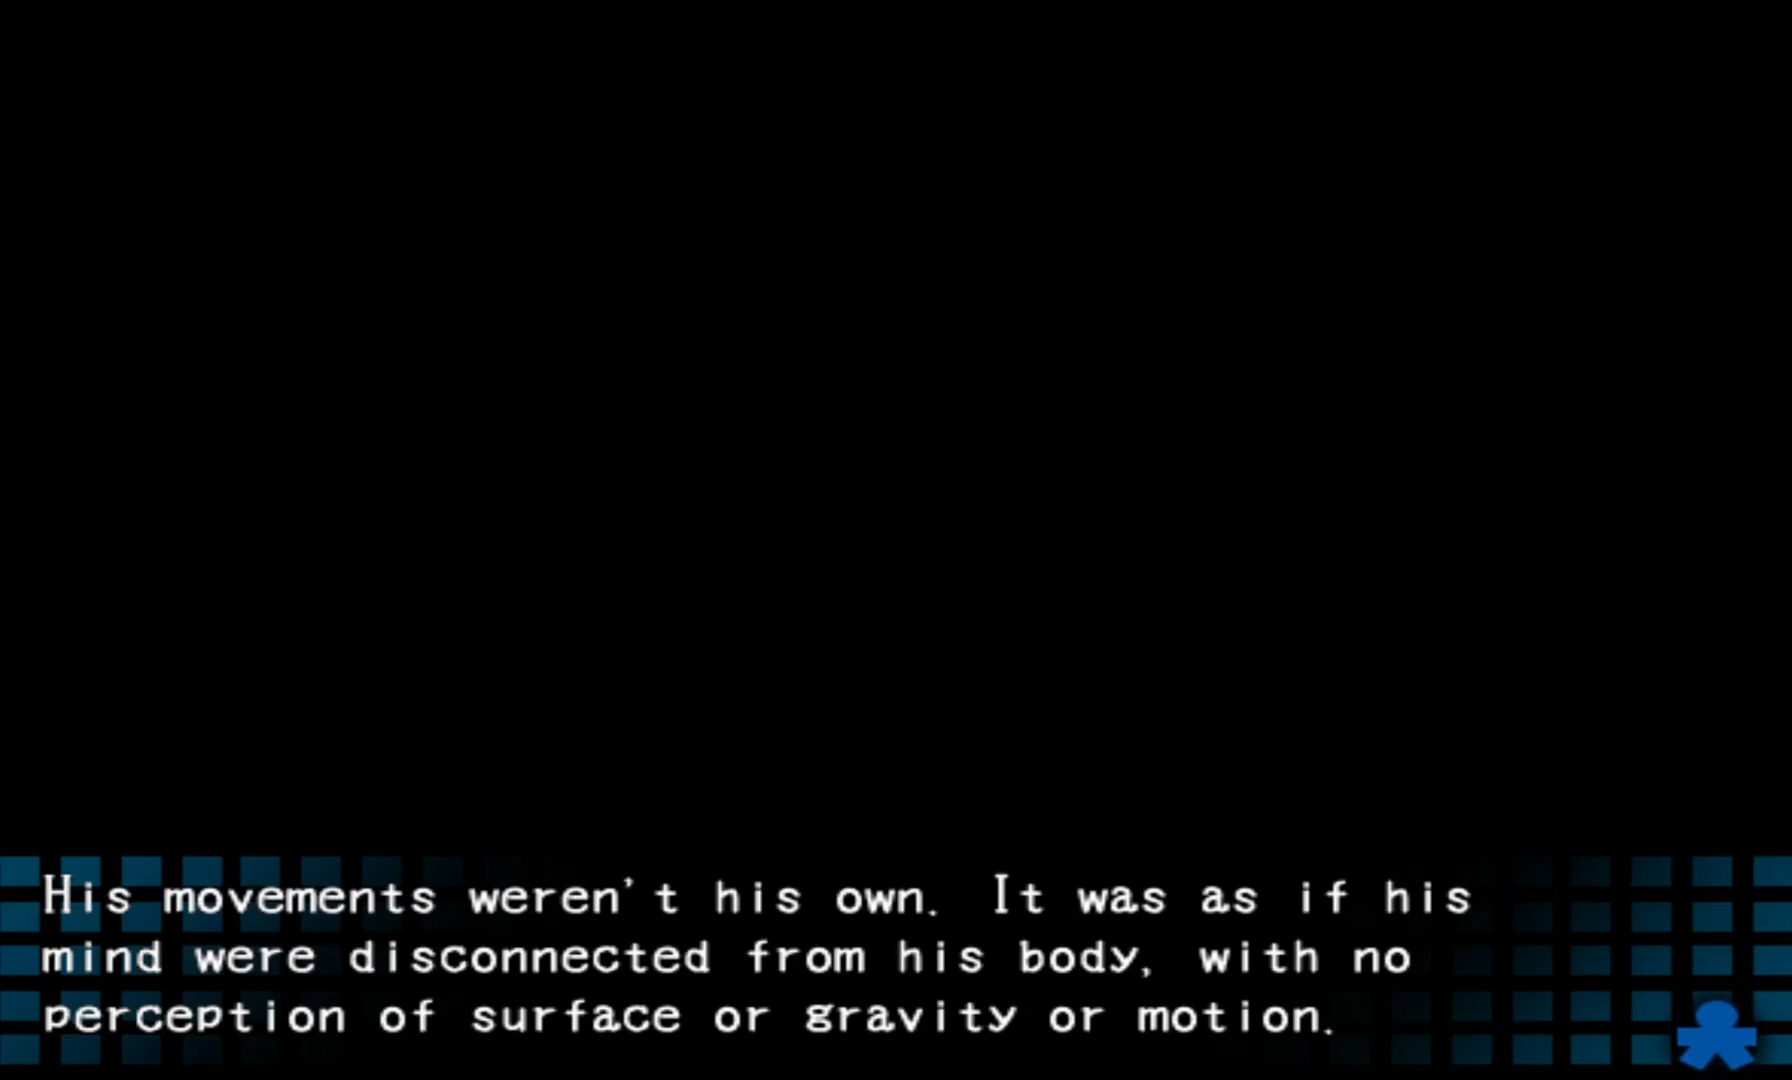 His movements weren't his own. It was as if his
mind were disconnected from his body, with no
perception of surface or gravity or motion.